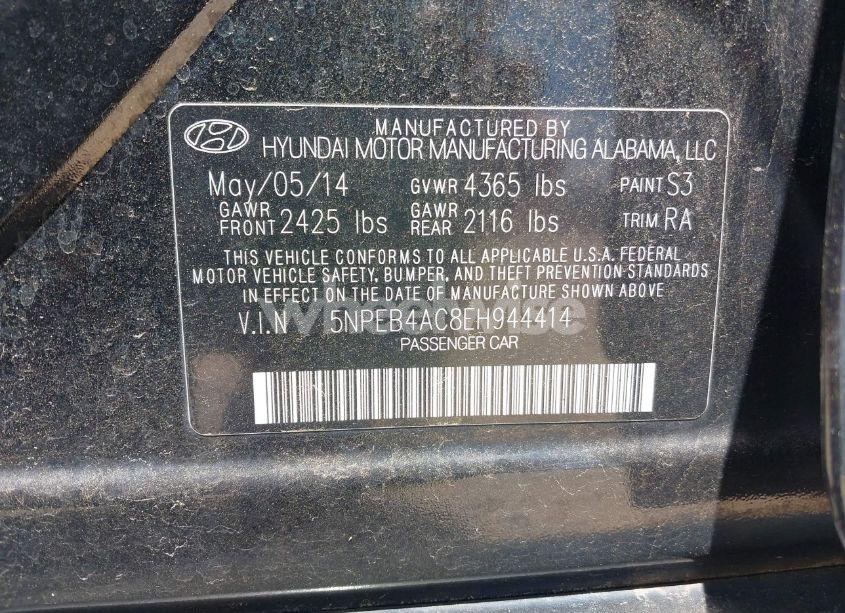 MANUFACTURED BY
HYUNDAI MOTOR MANUFACTURING ALABAMA, LLC
May/05/14 GVWR 4365 lbs PAINT S3
GAWR FRONT 2425 lbs GAWR REAR 2116 lbs TRIM RA
THIS VEHICLE CONFORMS TO ALL APPLICABLE U.S.A. FEDERAL
MOTOR VEHICLE SAFETY, BUMPER, AND THEFT PREVENTION STANDARDS
IN EFFECT ON THE DATE OF MANUFACTURE SHOWN ABOVE
V.I.N 5NPEB4AC8EH944414
PASSENGER CAR